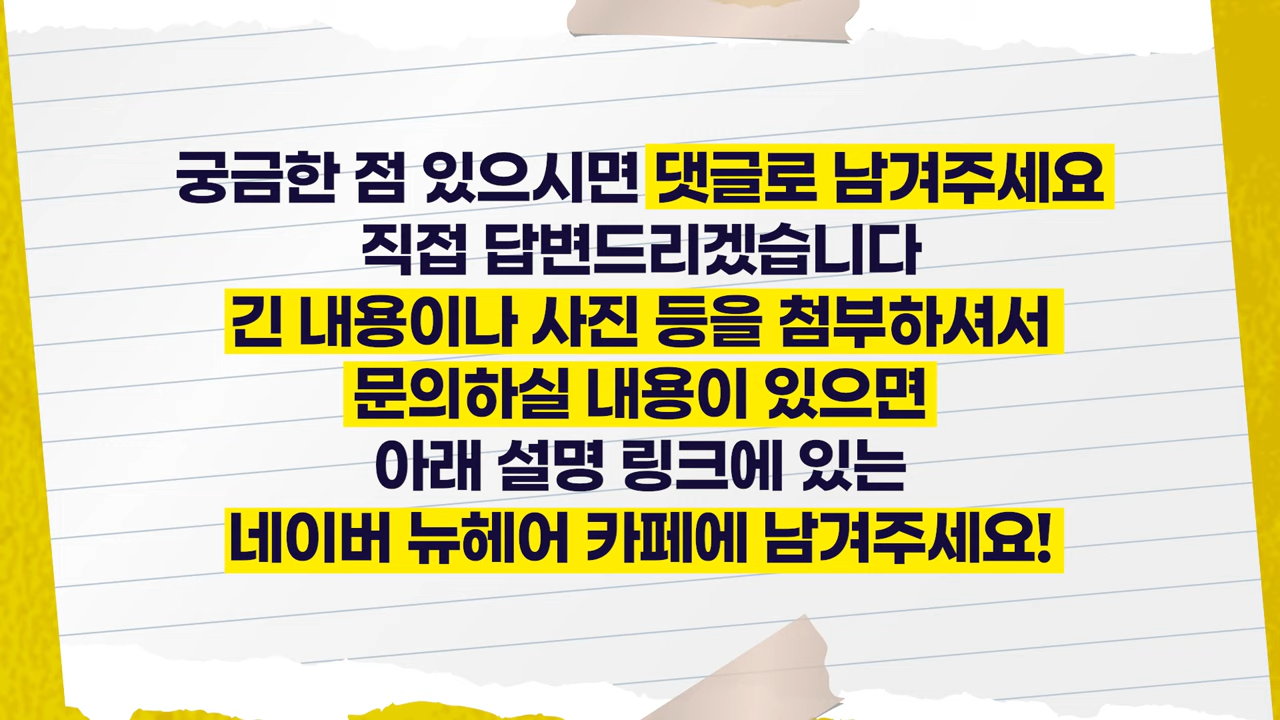 궁금한 점 있으시면 댓글로 남겨주세요
직접 답변드리겠습니다
긴 내용이나 사진 등을 첨부하셔서
문의하실 내용이 있으면
아래 설명 링크에 있는
네이버 뉴헤어 카페에 남겨주세요!